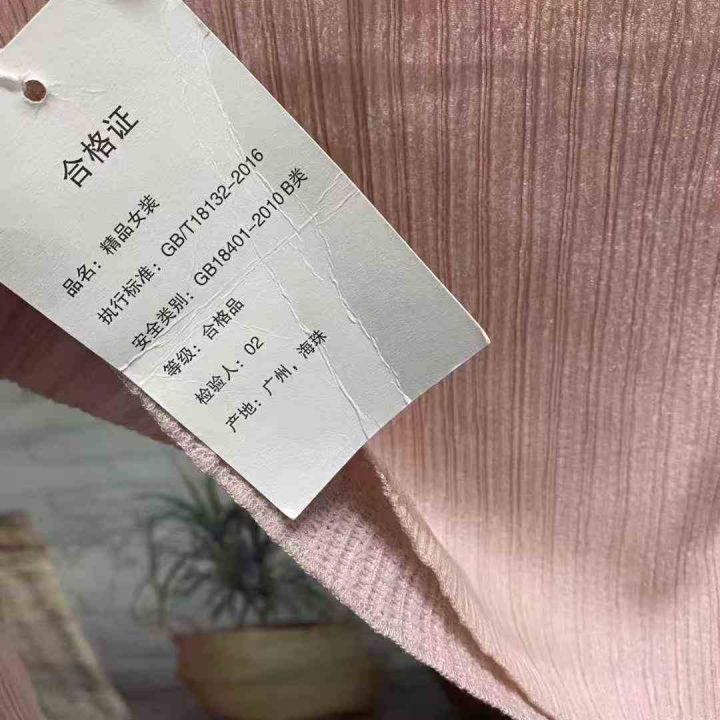 合格证
品名：精品女装
执行标准：GB/T18132-2016
安全类别：GB18401-2010 B类
等级：合格品
检验人：02
产地：广州，海珠